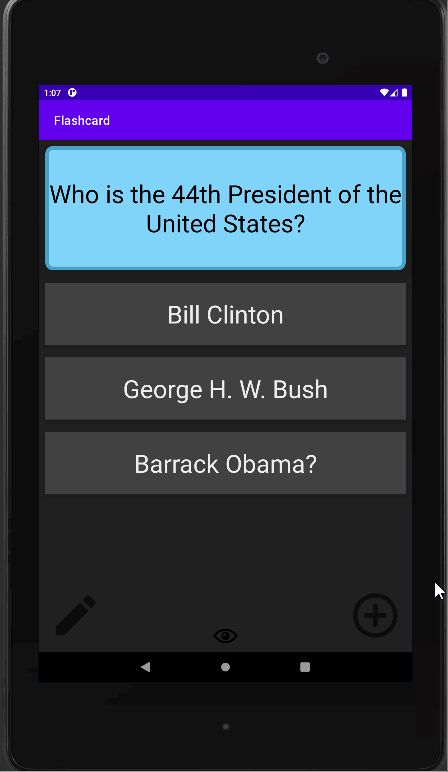 1:07
Flashcard
Who is the 44th President of the
United States?
Bill Clinton
George H. W. Bush
Barrack Obama?